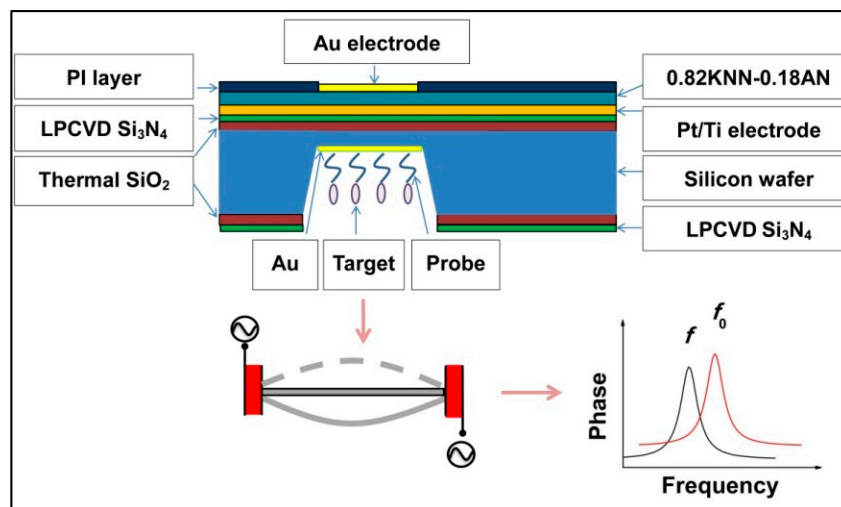 Au electrode
PI layer
0.82KNN-0.18AN
LPCVD Si₃N₄
Pt/Ti electrode
Thermal SiO₂
Silicon wafer
LPCVD Si₃N₄
Au
Target
Probe
f
f₀
Phase
Frequency